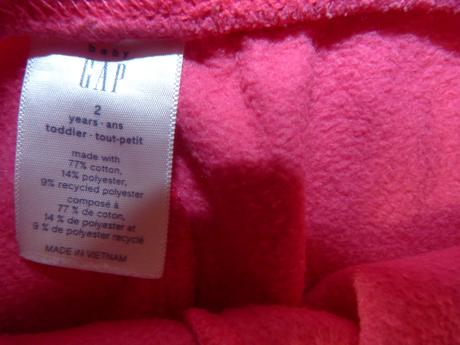 baby
GAP
2
years · ans
toddler · tout-petit
made with
77% cotton,
14% polyester,
9% recycled polyester
composé à
77 % de coton,
14 % de polyester et
9 % de polyester recyclé
MADE IN VIETNAM